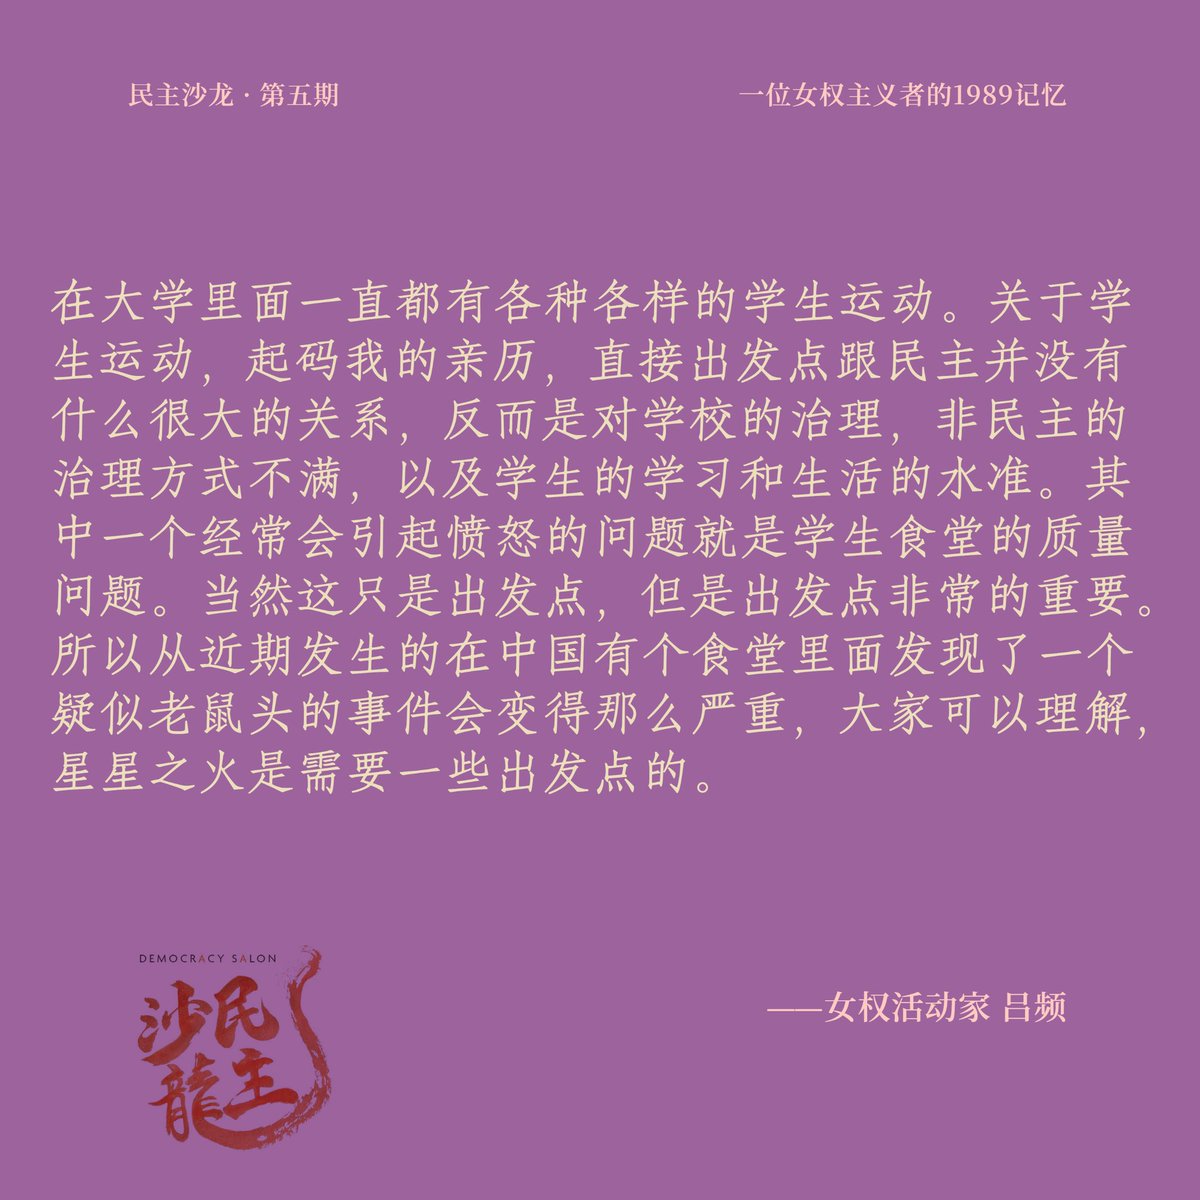 民主沙龙 · 第五期
一位女权主义者的1989记忆
在大学里面一直都有各种各样的学生运动。关于学
生运动，起码我的亲历，直接出发点跟民主并没有
什么很大的关系，反而是对学校的治理，非民主的
治理方式不满，以及学生的学习和生活的水准。其
中一个经常会引起愤怒的问题就是学生食堂的质量
问题。当然这只是出发点，但是出发点非常的重要。
所以从近期发生的在中国有个食堂里面发现了一个
疑似老鼠头的事件会变得那么严重，大家可以理解，
星星之火是需要一些出发点的。
DEMOCRACY SALON
民主
沙龍
——女权活动家 吕频